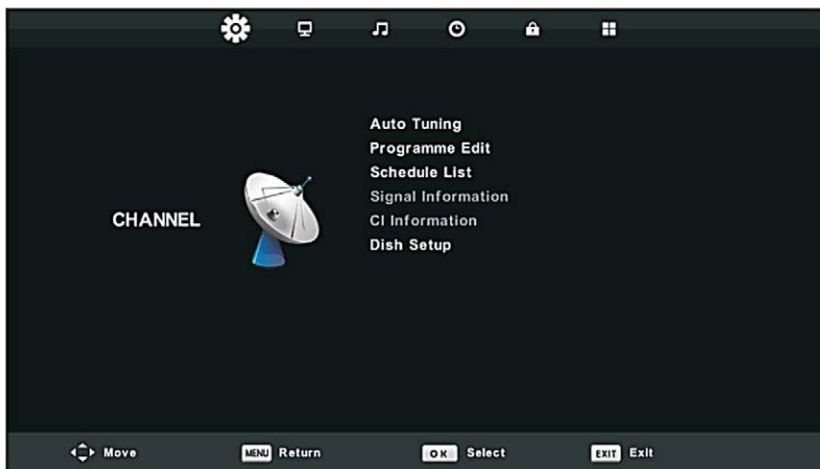 Auto Tuning
Programme Edit
Schedule List
Signal Information
CI Information
Dish Setup
CHANNEL
Move MENU Return OK Select EXIT Exit